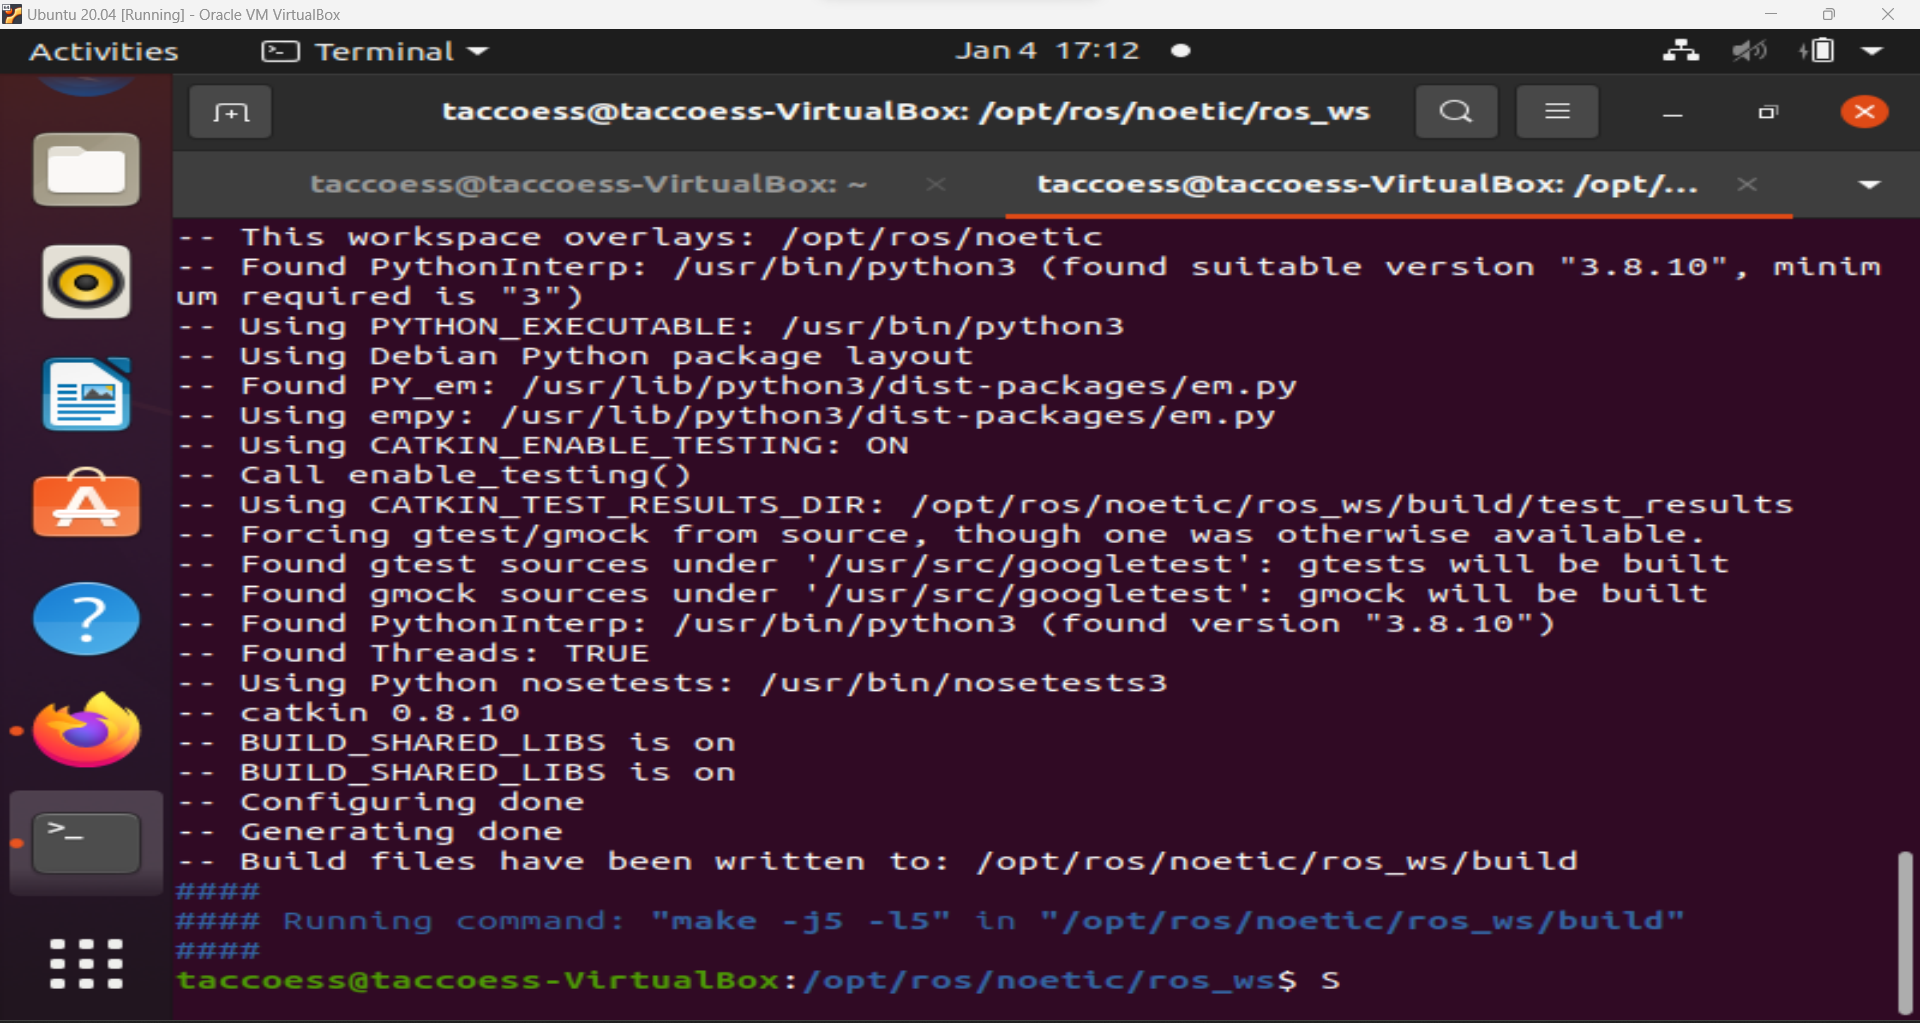 Ubuntu 20.04 [Running] - Oracle VM VirtualBox
Activities
Terminal
Jan 4 17:12
taccoess@taccoess-VirtualBox: /opt/ros/noetic/ros_ws
taccoess@taccoess-VirtualBox: ~
taccoess@taccoess-VirtualBox: /opt/...
-- This workspace overlays: /opt/ros/noetic
-- Found PythonInterp: /usr/bin/python3 (found suitable version "3.8.10", minim
um required is "3")
-- Using PYTHON_EXECUTABLE: /usr/bin/python3
-- Using Debian Python package layout
-- Found PY_em: /usr/lib/python3/dist-packages/em.py
-- Using empy: /usr/lib/python3/dist-packages/em.py
-- Using CATKIN_ENABLE_TESTING: ON
-- Call enable_testing()
-- Using CATKIN_TEST_RESULTS_DIR: /opt/ros/noetic/ros_ws/build/test_results
-- Forcing gtest/gmock from source, though one was otherwise available.
-- Found gtest sources under '/usr/src/googletest': gtests will be built
-- Found gmock sources under '/usr/src/googletest': gmock will be built
-- Found PythonInterp: /usr/bin/python3 (found version "3.8.10")
-- Found Threads: TRUE
-- Using Python nosetests: /usr/bin/nosetests3
-- catkin 0.8.10
-- BUILD_SHARED_LIBS is on
-- BUILD_SHARED_LIBS is on
-- Configuring done
-- Generating done
-- Build files have been written to: /opt/ros/noetic/ros_ws/build
####
#### Running command: "make -j5 -l5" in "/opt/ros/noetic/ros_ws/build"
####
taccoess@taccoess-VirtualBox:/opt/ros/noetic/ros_ws$ S